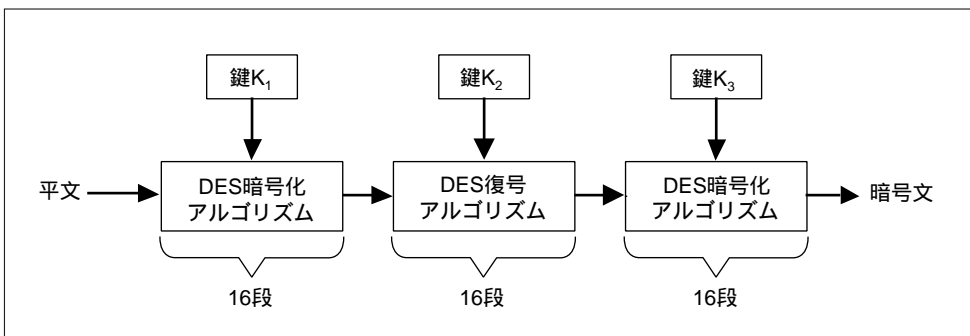 鍵K₁
鍵K₂
鍵K₃
平文
DES暗号化
アルゴリズム
DES復号
アルゴリズム
DES暗号化
アルゴリズム
暗号文
16段
16段
16段